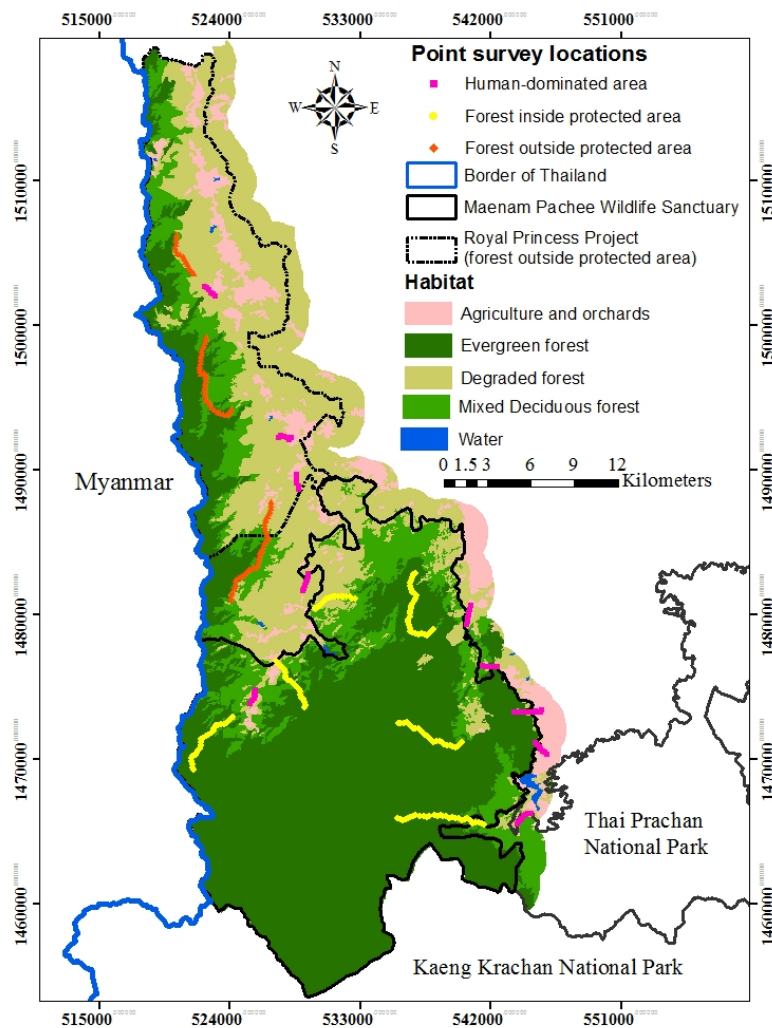 515000 524000 533000 542000 551000
Point survey locations
Human-dominated area
Forest inside protected area
Forest outside protected area
Border of Thailand
Maenam Pachee Wildlife Sanctuary
Royal Princess Project
(forest outside protected area)
Habitat
Agriculture and orchards
Evergreen forest
Degraded forest
Mixed Deciduous forest
Water
0 1.5 3 6 9 12
Kilometers
N
W E
S
Myanmar
Thai Prachan
National Park
Kaeng Krachan National Park
1510000
1500000
1490000
1480000
1470000
1460000
1510000
1500000
1490000
1480000
1470000
1460000
515000 524000 533000 542000 551000